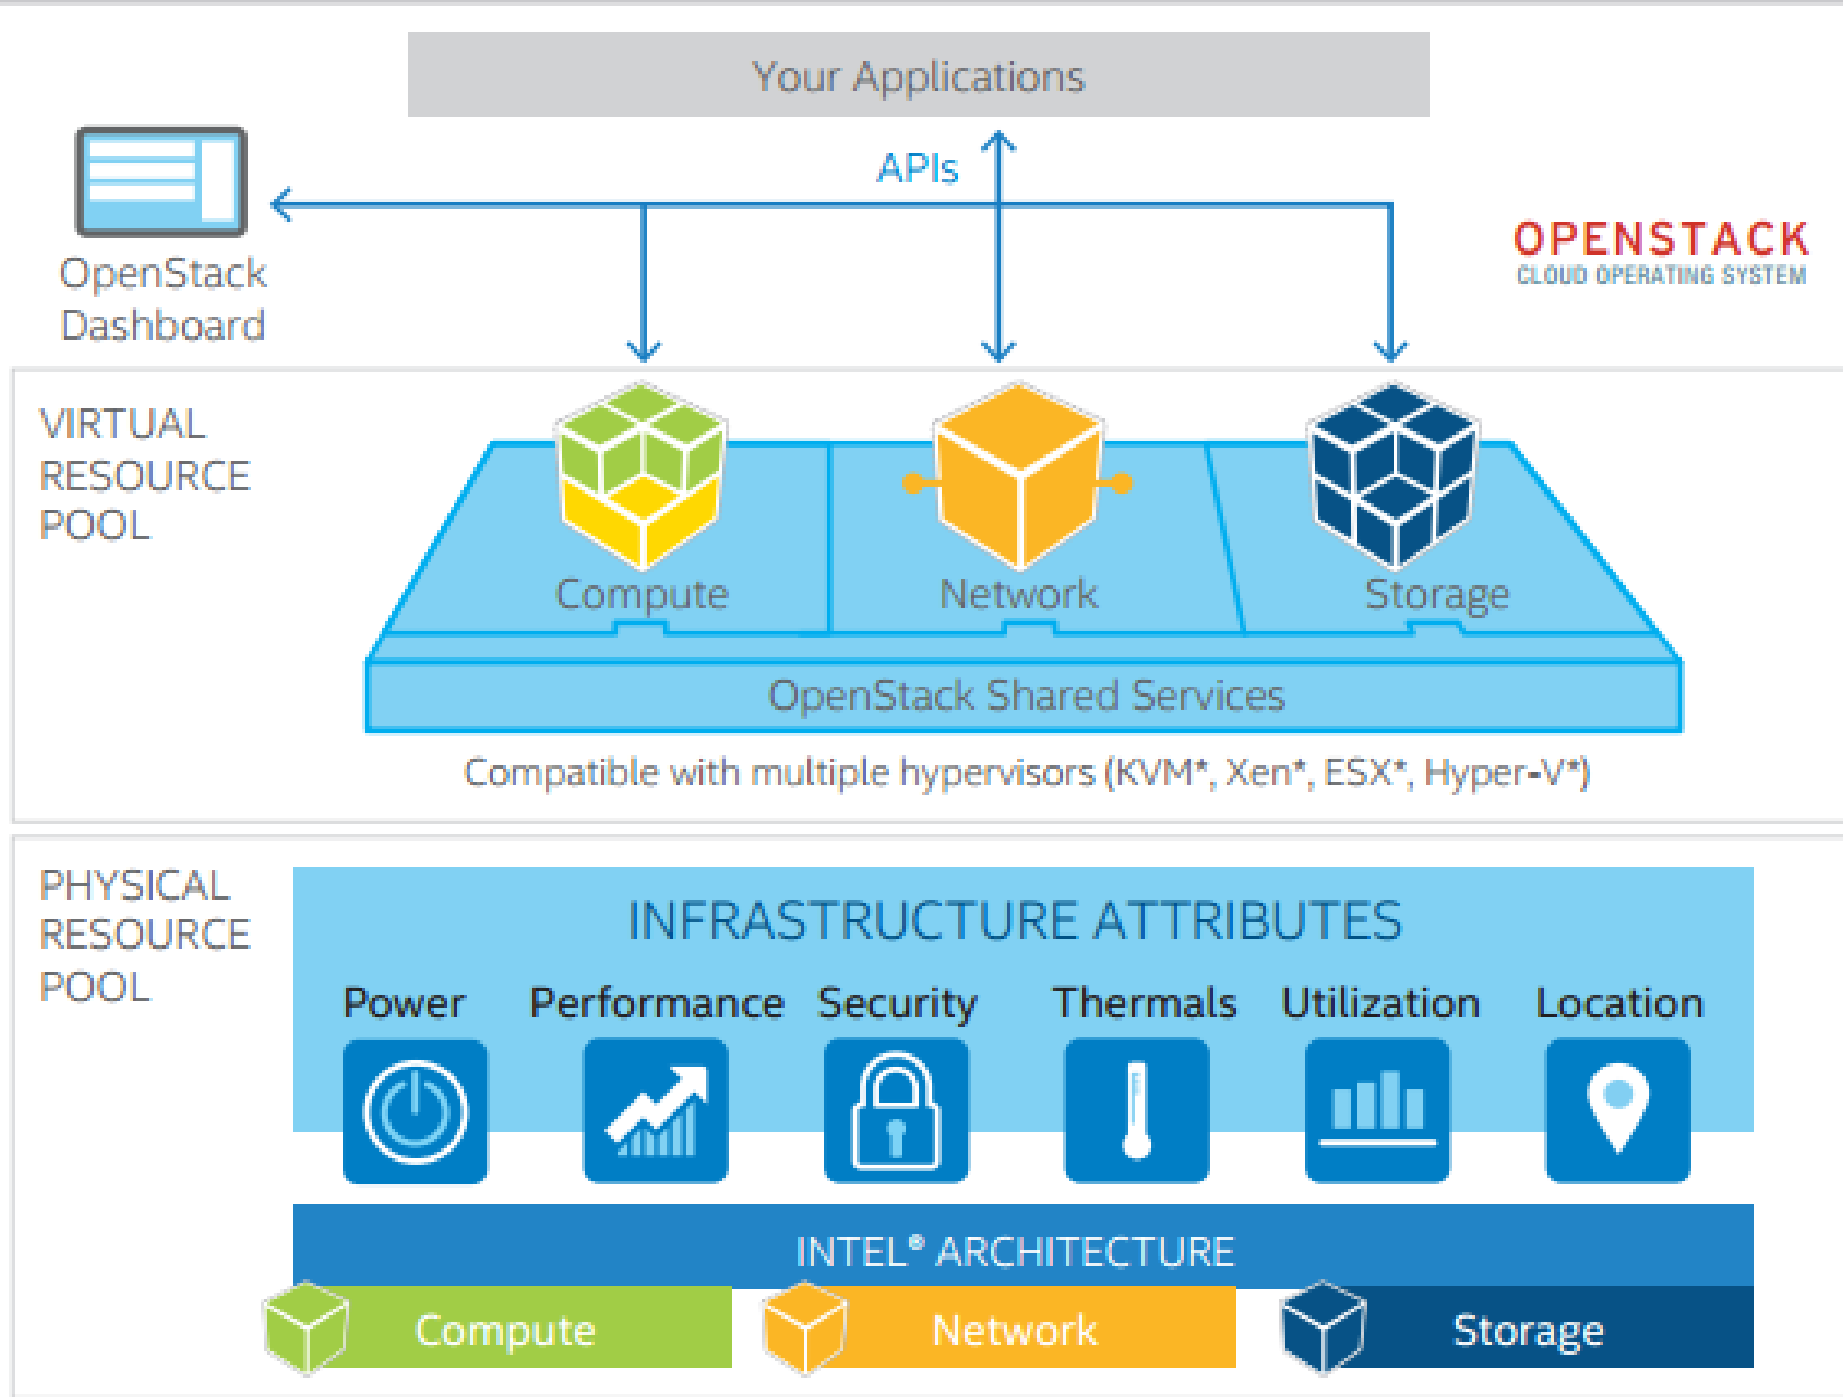 Your Applications
APIs
OpenStack
Dashboard
OPENSTACK
CLOUD OPERATING SYSTEM
VIRTUAL
RESOURCE
POOL
Compute
Network
Storage
OpenStack Shared Services
Compatible with multiple hypervisors (KVM*, Xen*, ESX*, Hyper-V*)
PHYSICAL
RESOURCE
POOL
INFRASTRUCTURE ATTRIBUTES
Power
Performance
Security
Thermals
Utilization
Location
INTEL® ARCHITECTURE
Compute
Network
Storage